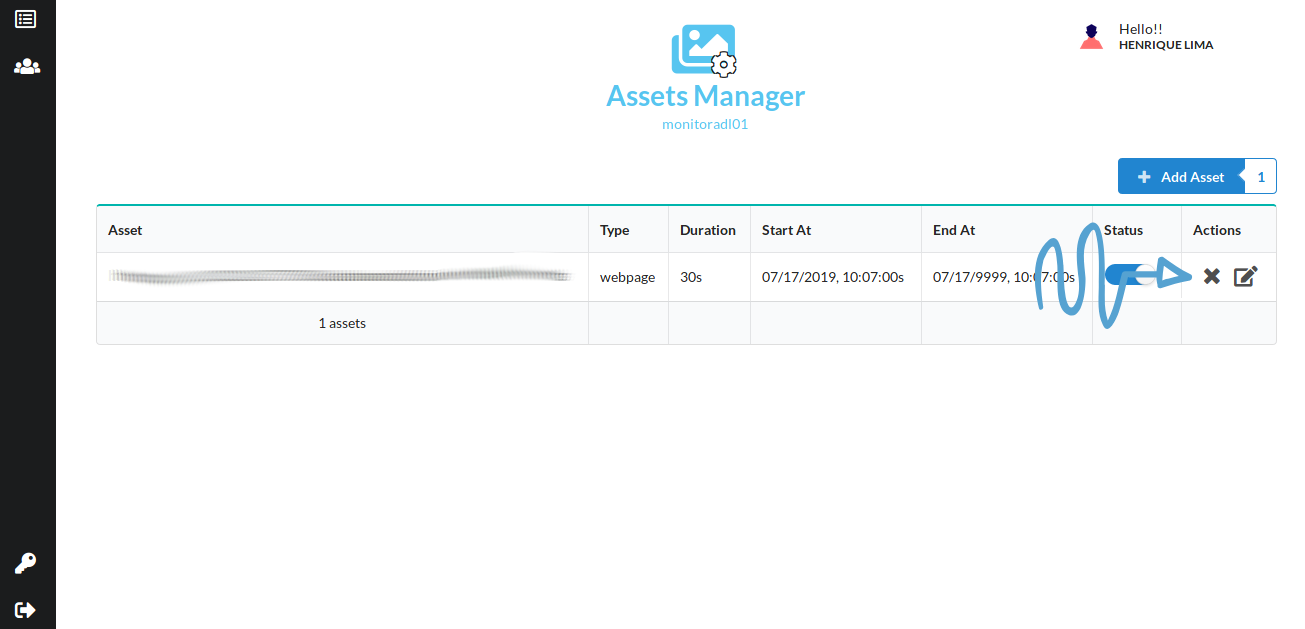 Hello!!
HENRIQUE LIMA
Assets Manager
monitoradl01
Add Asset 1
Asset Type Duration Start At End At Status Actions
webpage 30s 07/17/2019, 10:07:00s 07/17/9999, 10:07:00s
1 assets